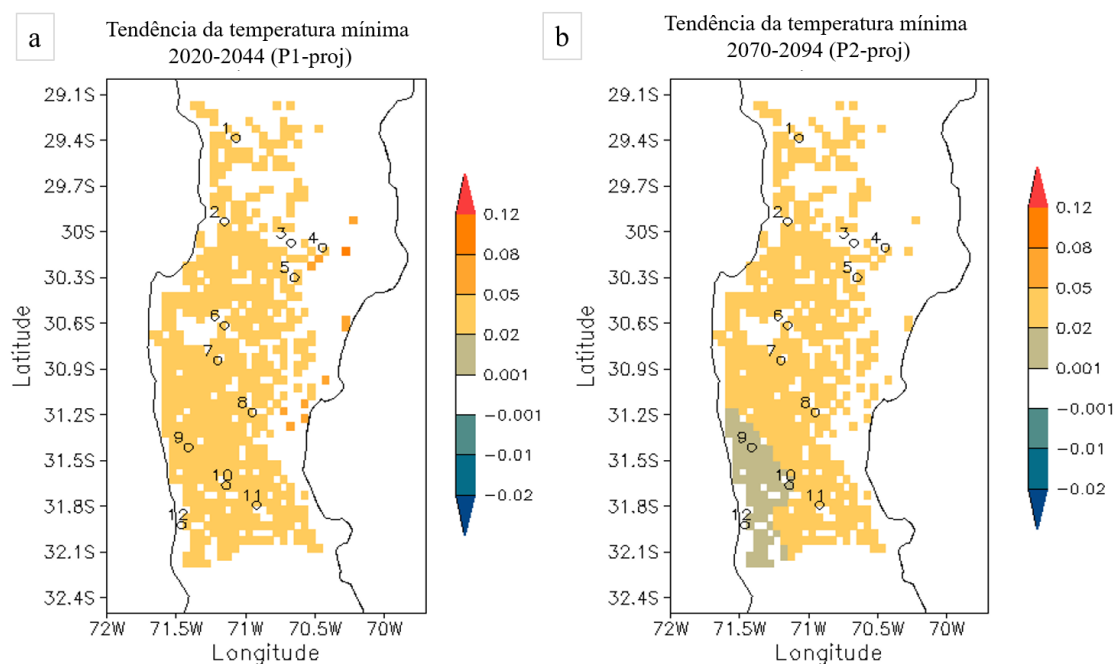 a
Tendência da temperatura mínima
2020-2044 (P1-proj)
29.1S
29.4S
29.7S
30S
30.3S
30.6S
30.9S
31.2S
31.5S
31.8S
32.1S
32.4S
Latitude
72W 71.5W 71W 70.5W 70W
Longitude
1
2
3
4
5
6
7
8
9
10
11
12
0.12
0.08
0.05
0.02
0.001
−0.001
−0.01
−0.02
b
Tendência da temperatura mínima
2070-2094 (P2-proj)
29.1S
29.4S
29.7S
30S
30.3S
30.6S
30.9S
31.2S
31.5S
31.8S
32.1S
32.4S
Latitude
72W 71.5W 71W 70.5W 70W
Longitude
1
2
3
4
5
6
7
8
9
10
11
12
0.12
0.08
0.05
0.02
0.001
−0.001
−0.01
−0.02